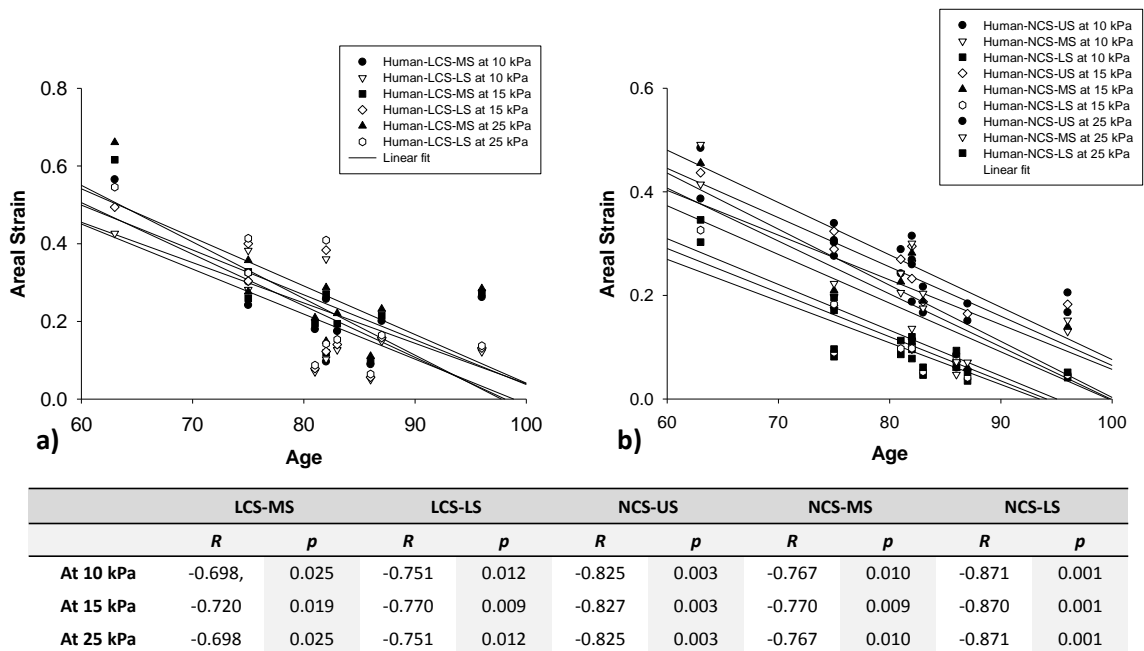 Human-LCS-MS at 10 kPa
Human-LCS-LS at 10 kPa
Human-LCS-MS at 15 kPa
Human-LCS-LS at 15 kPa
Human-LCS-MS at 25 kPa
Human-LCS-LS at 25 kPa
Linear fit
0.8
0.6
0.4
0.2
0.0
Areal Strain
60 70 80 90 100
Age
a)
Human-NCS-US at 10 kPa
Human-NCS-MS at 10 kPa
Human-NCS-LS at 10 kPa
Human-NCS-US at 15 kPa
Human-NCS-MS at 15 kPa
Human-NCS-LS at 15 kPa
Human-NCS-US at 25 kPa
Human-NCS-MS at 25 kPa
Human-NCS-LS at 25 kPa
Linear fit
0.6
0.4
0.2
0.0
Areal Strain
60 70 80 90 100
Age
b)
LCS-MS LCS-LS NCS-US NCS-MS NCS-LS
R p R p R p R p R p
At 10 kPa -0.698, 0.025 -0.751 0.012 -0.825 0.003 -0.767 0.010 -0.871 0.001
At 15 kPa -0.720 0.019 -0.770 0.009 -0.827 0.003 -0.770 0.009 -0.870 0.001
At 25 kPa -0.698 0.025 -0.751 0.012 -0.825 0.003 -0.767 0.010 -0.871 0.001